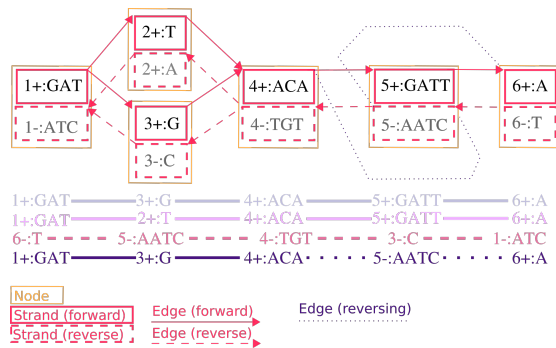 2+:T
2+:A
1+:GAT
1-:ATC
4+:ACA
4-:TGT
5+:GATT
5-:AATC
6+:A
6-:T
3+:G
3-:C
1+:GAT 3+:G 4+:ACA 5+:GATT 6+:A
1+:GAT 2+:T 4+:ACA 5+:GATT 6+:A
6-:T 5-:AATC 4-:TGT 3-:C 1-:ATC
1+:GAT 3+:G 4+:ACA 5-:AATC 6+:A
Node
Strand (forward) Edge (forward) Edge (reversing)
Strand (reverse) Edge (reverse)